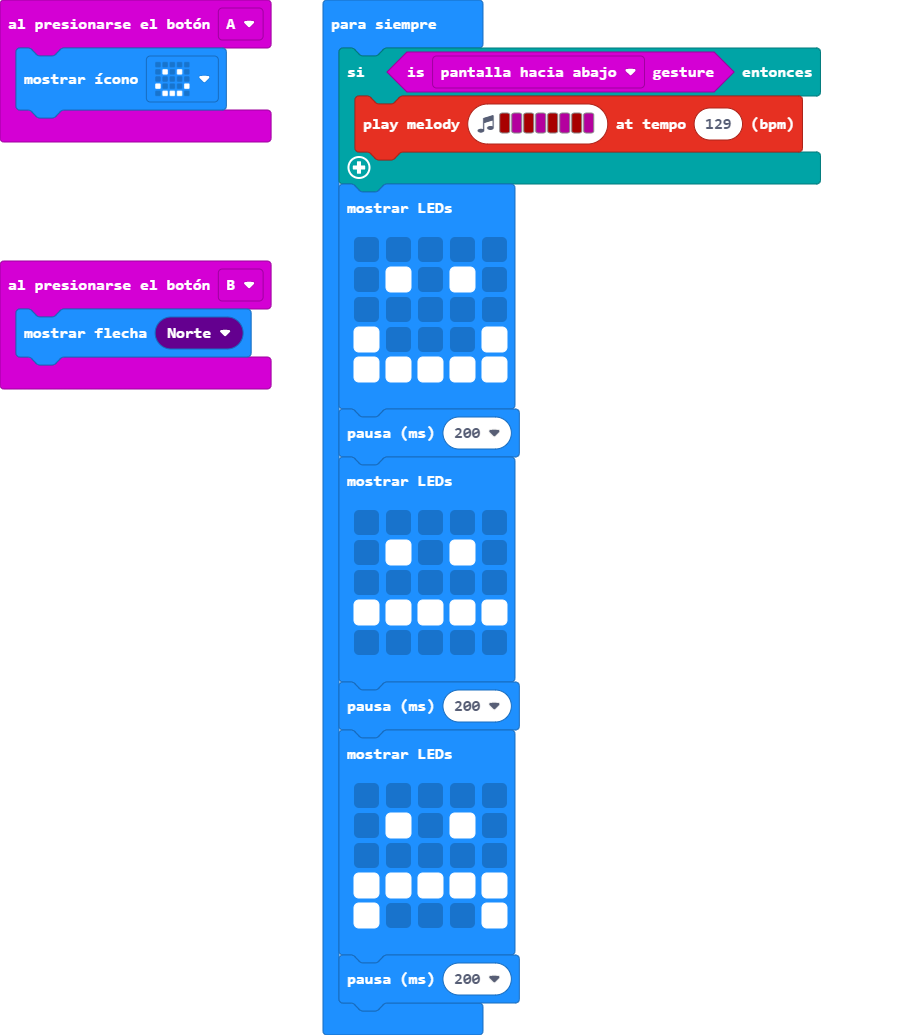 al presionarse el botón A
mostrar ícono
al presionarse el botón B
mostrar flecha Norte
para siempre
si is pantalla hacia abajo gesture entonces
play melody at tempo 129 (bpm)
mostrar LEDs
pausa (ms) 200
mostrar LEDs
pausa (ms) 200
mostrar LEDs
pausa (ms) 200